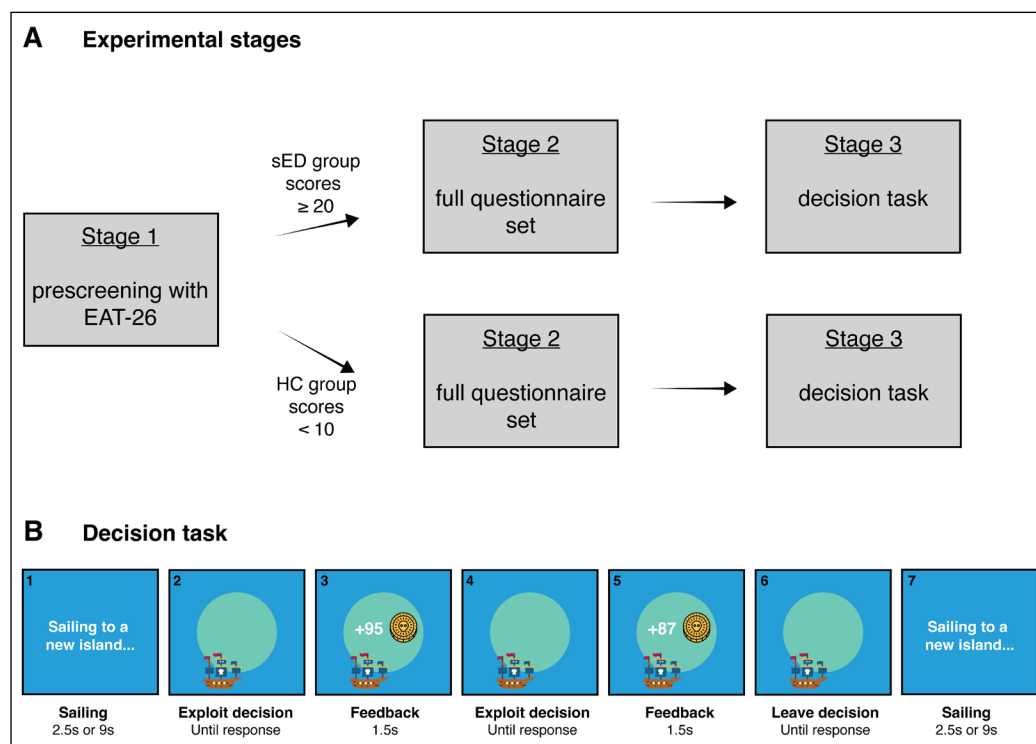 A Experimental stages
sED group
scores
≥ 20
Stage 1
prescreening with
EAT-26
HC group
scores
< 10
Stage 2
full questionnaire
set
Stage 3
decision task
Stage 2
full questionnaire
set
Stage 3
decision task
B Decision task
1
Sailing to a
new island...
Sailing
2.5s or 9s
2
Exploit decision
Until response
3
+95
Feedback
1.5s
4
Exploit decision
Until response
5
+87
Feedback
1.5s
6
Leave decision
Until response
7
Sailing to a
new island...
Sailing
2.5s or 9s